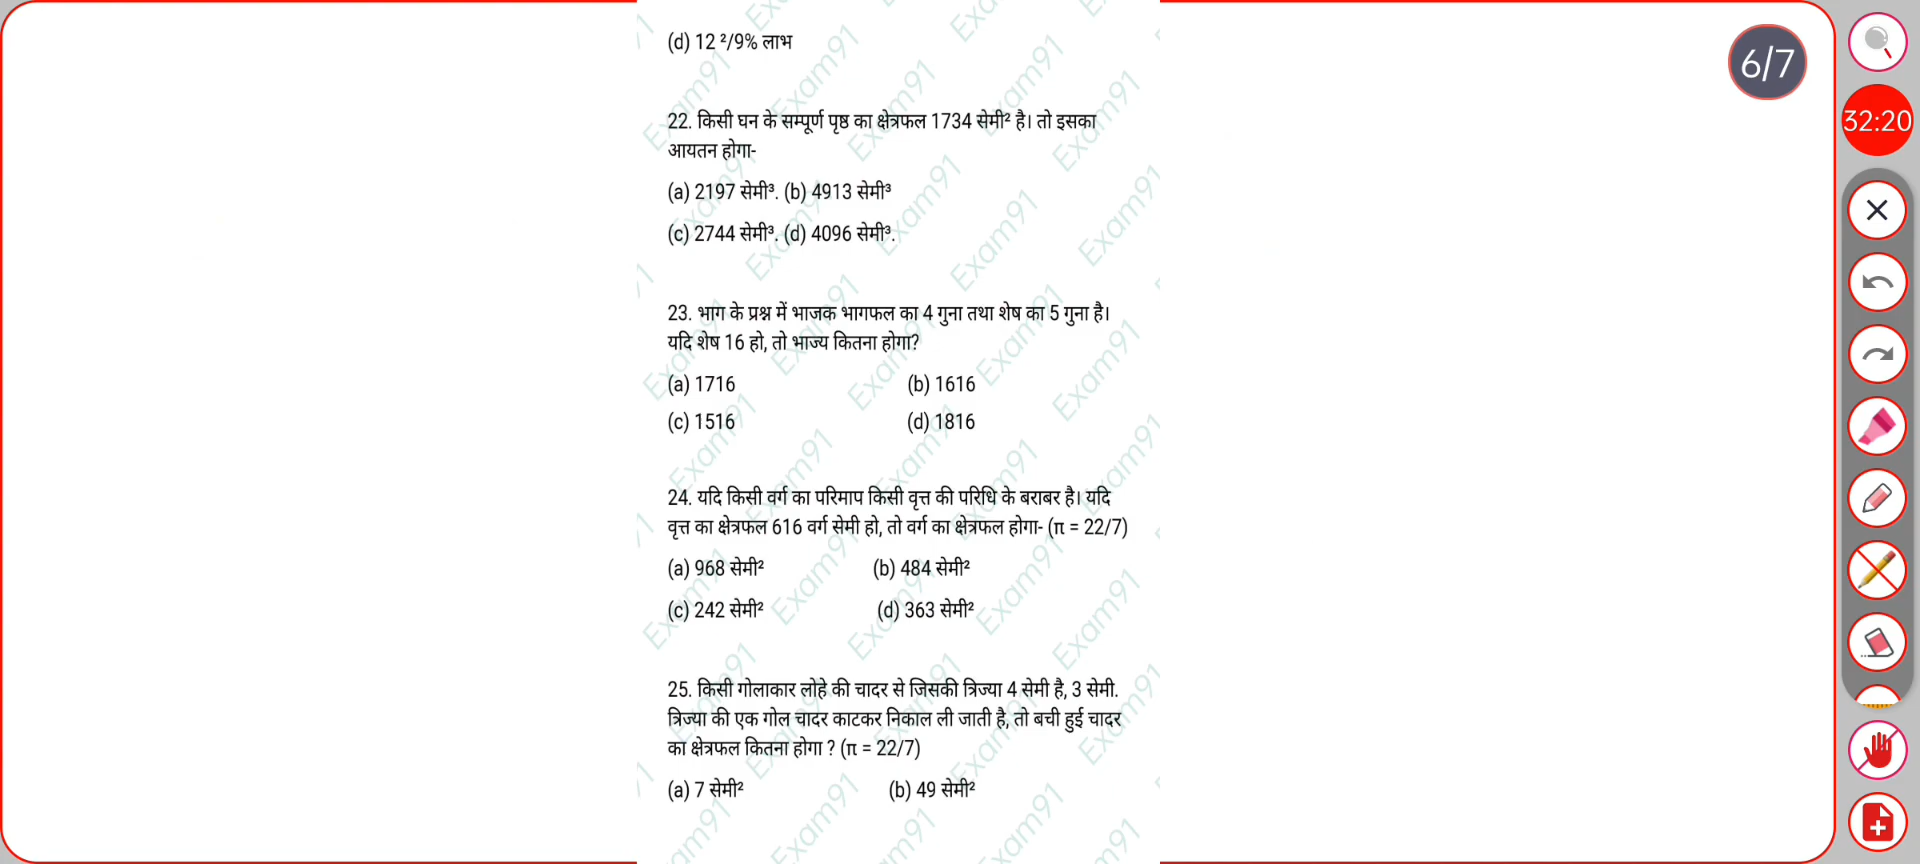 (d) 12 ²/9% लाभ
6/7
32:20
22. किसी घन के सम्पूर्ण पृष्ठ का क्षेत्रफल 1734 सेमी² है। तो इसका
आयतन होगा-
(a) 2197 सेमी³. (b) 4913 सेमी³
(c) 2744 सेमी³. (d) 4096 सेमी³.
23. भाग के प्रश्न में भाजक भागफल का 4 गुना तथा शेष का 5 गुना है।
यदि शेष 16 हो, तो भाज्य कितना होगा?
(a) 1716 (b) 1616
(c) 1516 (d) 1816
24. यदि किसी वर्ग का परिमाप किसी वृत्त की परिधि के बराबर है। यदि
वृत्त का क्षेत्रफल 616 वर्ग सेमी हो, तो वर्ग का क्षेत्रफल होगा- (π = 22/7)
(a) 968 सेमी² (b) 484 सेमी²
(c) 242 सेमी² (d) 363 सेमी²
25. किसी गोलाकार लोहे की चादर से जिसकी त्रिज्या 4 सेमी है, 3 सेमी.
त्रिज्या की एक गोल चादर काटकर निकाल ली जाती है, तो बची हुई चादर
का क्षेत्रफल कितना होगा ? (π = 22/7)
(a) 7 सेमी² (b) 49 सेमी²
Exam91